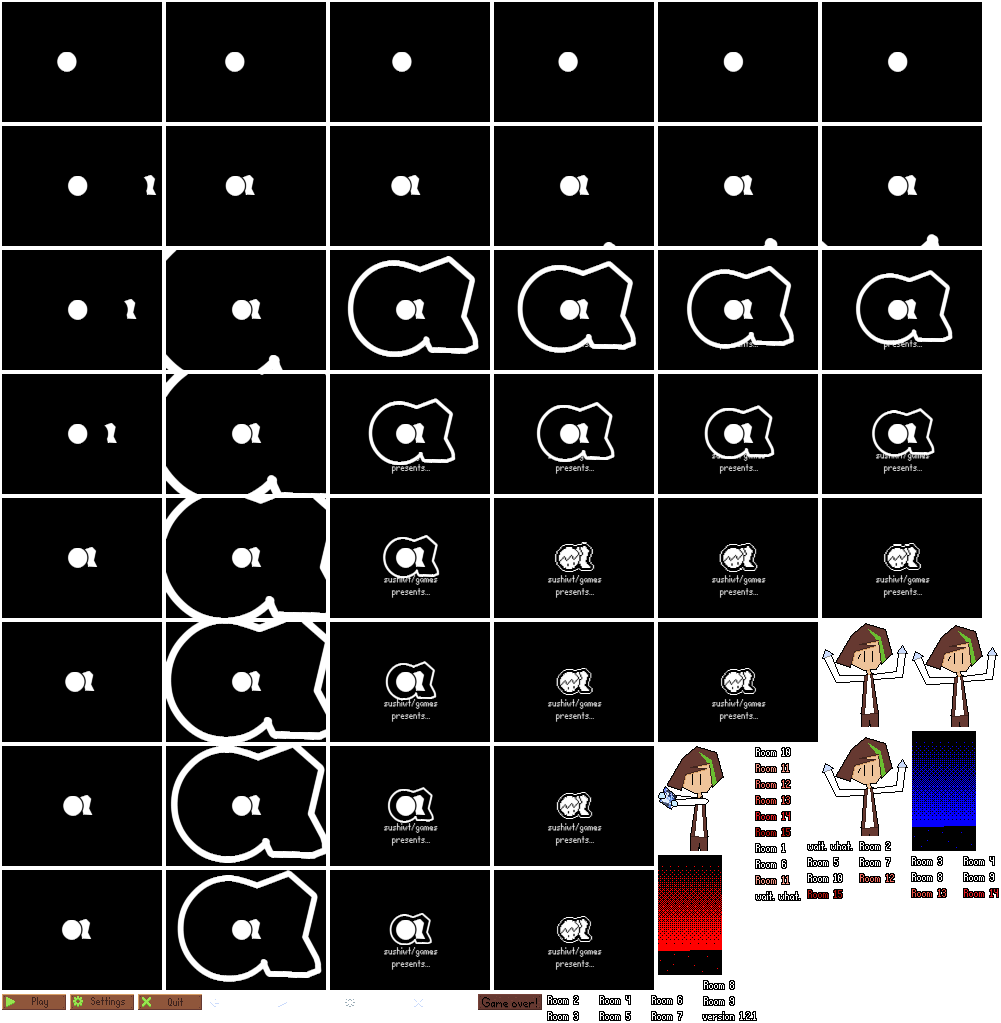 presents...
presents...
presents...
presents...
sushiwt/games
presents...
sushiwt/games
presents...
sushiwt/games
presents...
sushiwt/games
presents...
sushiwt/games
presents...
sushiwt/games
presents...
sushiwt/games
presents...
sushiwt/games
presents...
sushiwt/games
presents...
sushiwt/games
presents...
sushiwt/games
presents...
sushiwt/games
presents...
sushiwt/games
presents...
Room 10
Room 11
Room 12
Room 13
Room 14
Room 15
Room 1
wait. what. Room 2
Room 6
Room 5 Room 7
Room 3 Room 4
Room 11
Room 10 Room 12
Room 8 Room 9
wait. what.
Room 15
Room 13 Room 14
Room 8
Play Settings Quit
Game over!
Room 2 Room 4 Room 6 Room 9
Room 3 Room 5 Room 7 version 1.2.1